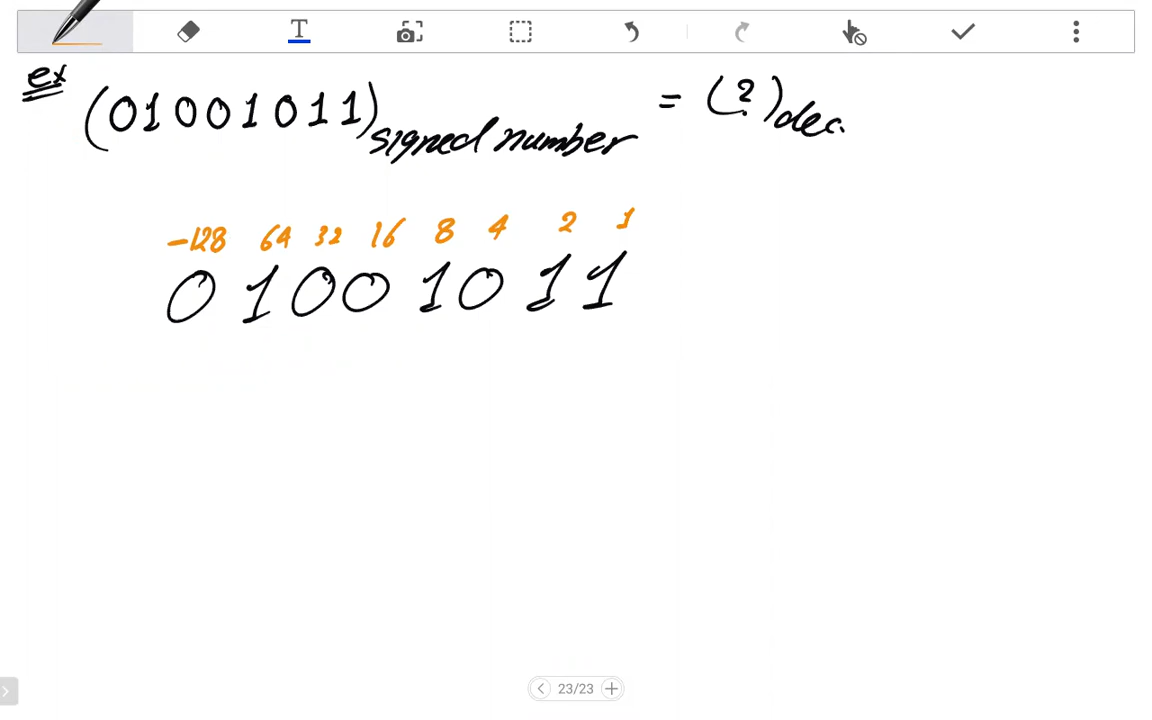 ex (01001011)signed number = (?)dec.
-128 64 32 16 8 4 2 1
0 1 0 0 1 0 1 1
T
23/23